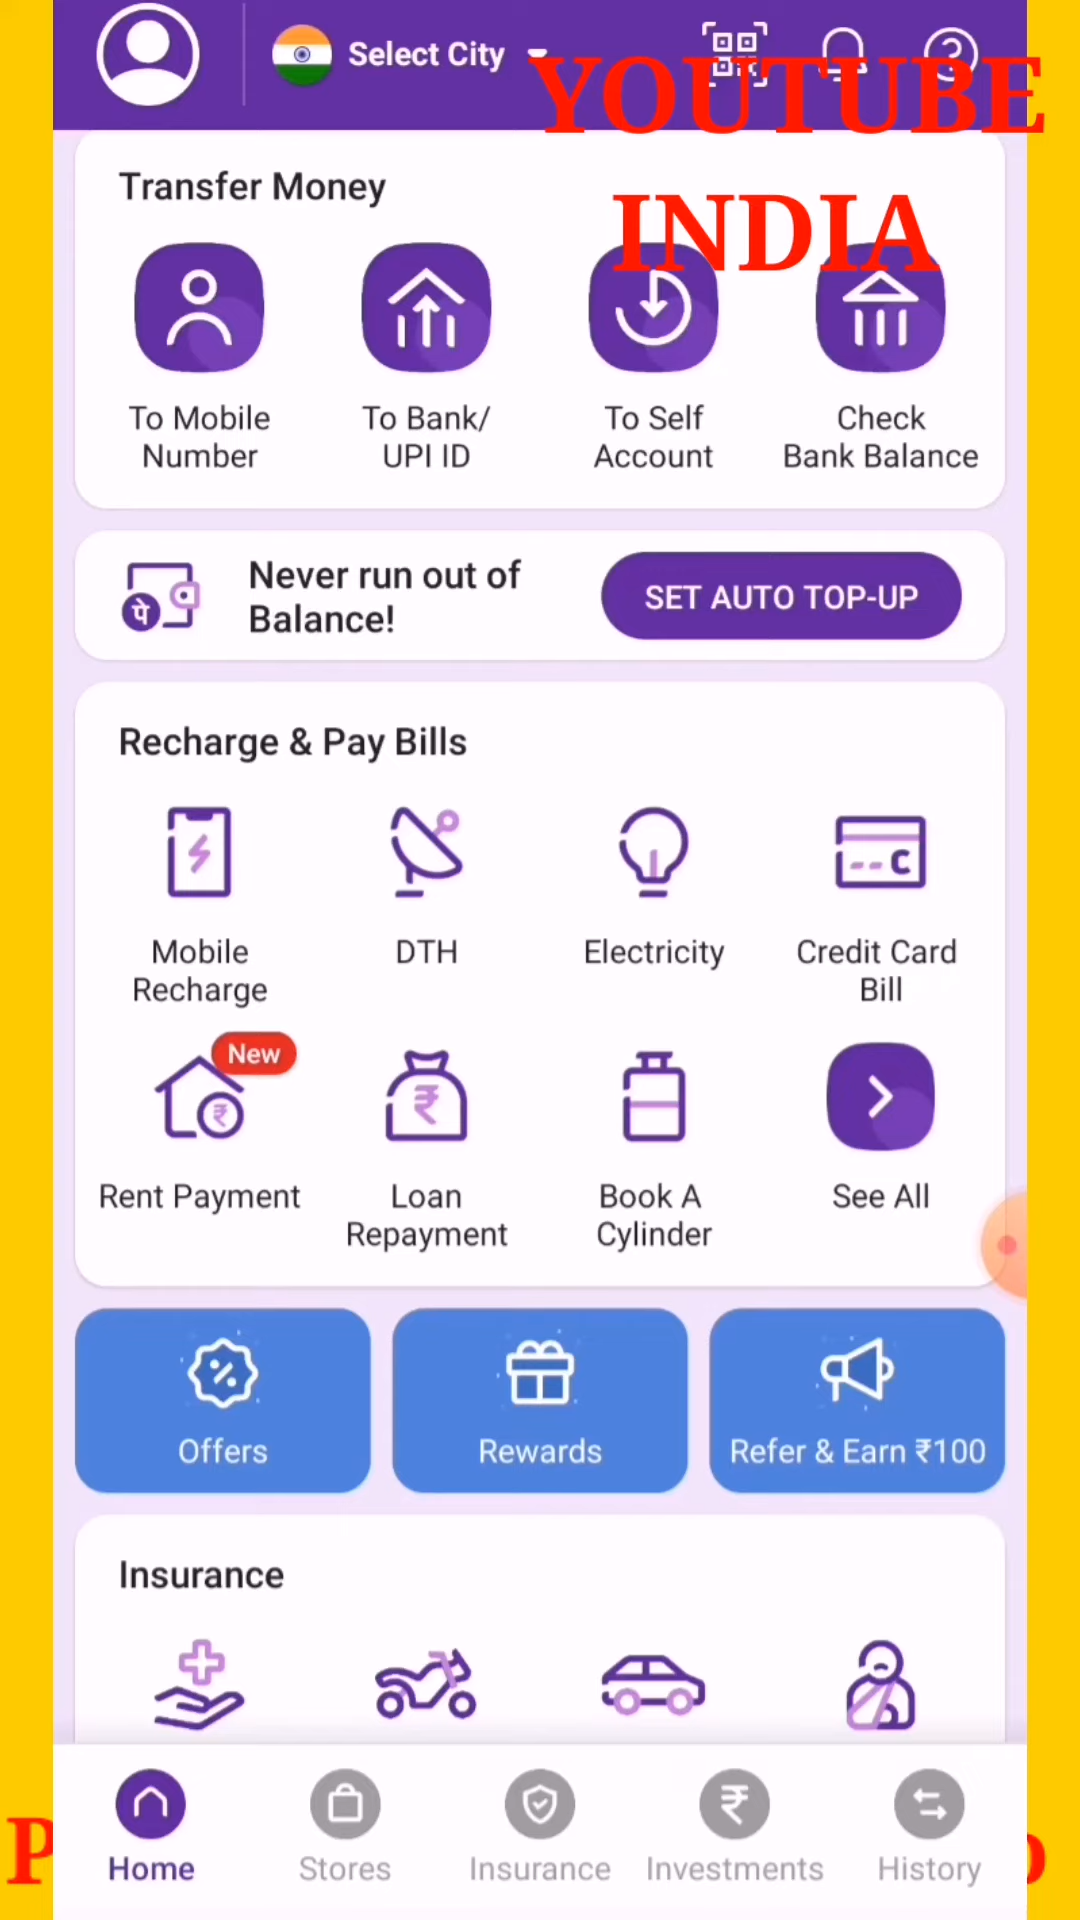 Select City
YOUTUBE
INDIA
Transfer Money
To Mobile
Number
To Bank/
UPI ID
To Self
Account
Check
Bank Balance
पे
Never run out of
Balance!
SET AUTO TOP-UP
Recharge & Pay Bills
Mobile
Recharge
DTH
Electricity
C
Credit Card
Bill
New
₹
Rent Payment
₹
Loan
Repayment
Book A
Cylinder
See All
%
Offers
Rewards
Refer & Earn ₹100
Insurance
Home
Stores
Insurance
₹
Investments
History
P